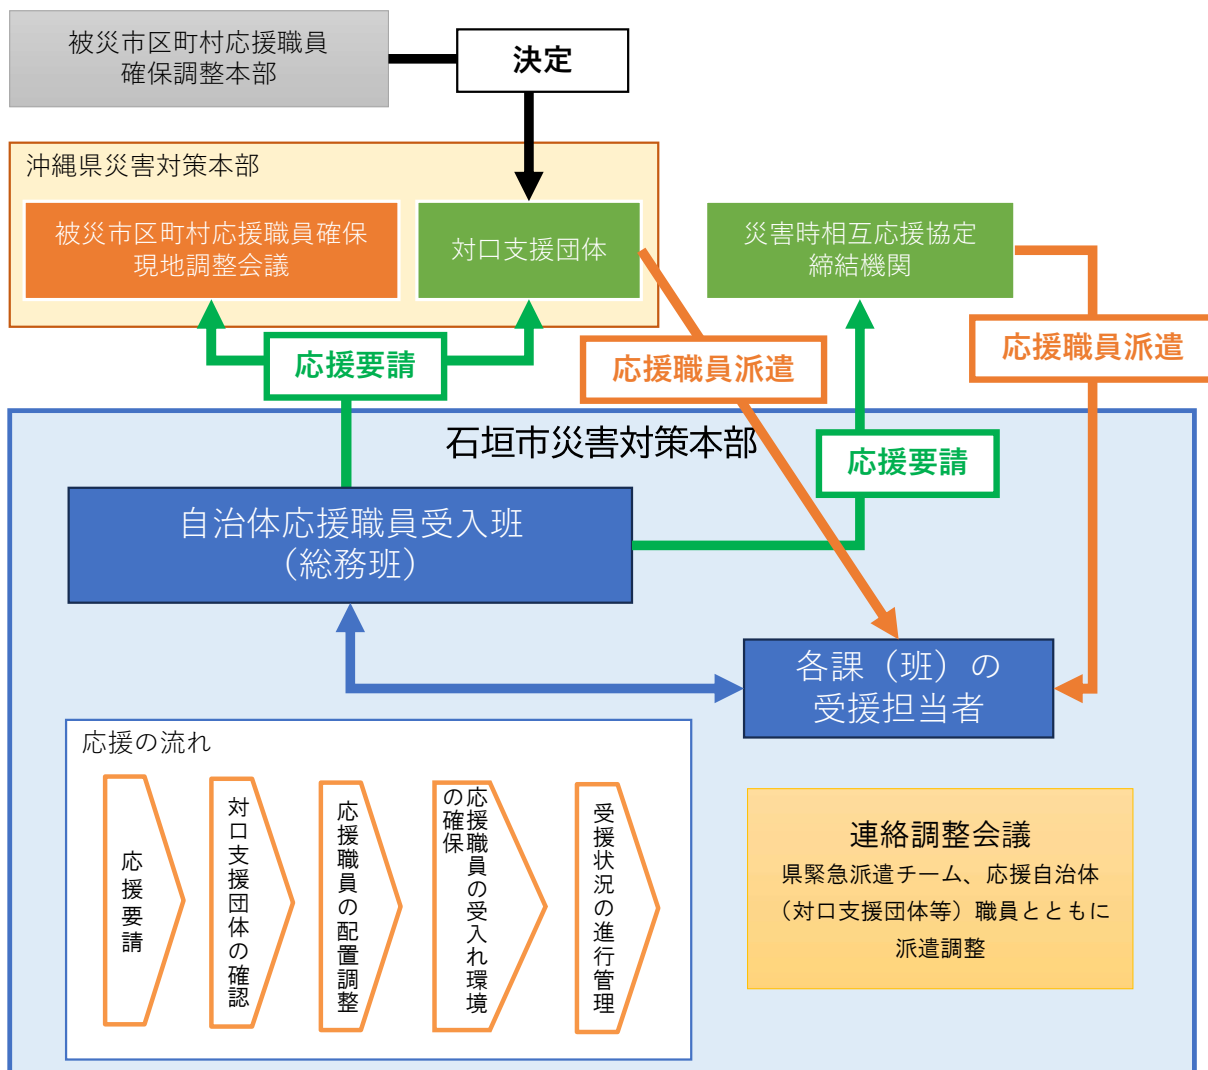 被災市区町村応援職員
確保調整本部
決定
沖縄県災害対策本部
被災市区町村応援職員確保
現地調整会議
対口支援団体
災害時相互応援協定
締結機関
応援要請
応援職員派遣
応援職員派遣
石垣市災害対策本部
応援要請
自治体応援職員受入班
（総務班）
各課（班）の
受援担当者
応援の流れ
応援要請
対口支援団体の確認
応援職員の配置調整
応援職員の受入れ環境
の確保
受援状況の進行管理
連絡調整会議
県緊急派遣チーム、応援自治体
（対口支援団体等）職員とともに
派遣調整